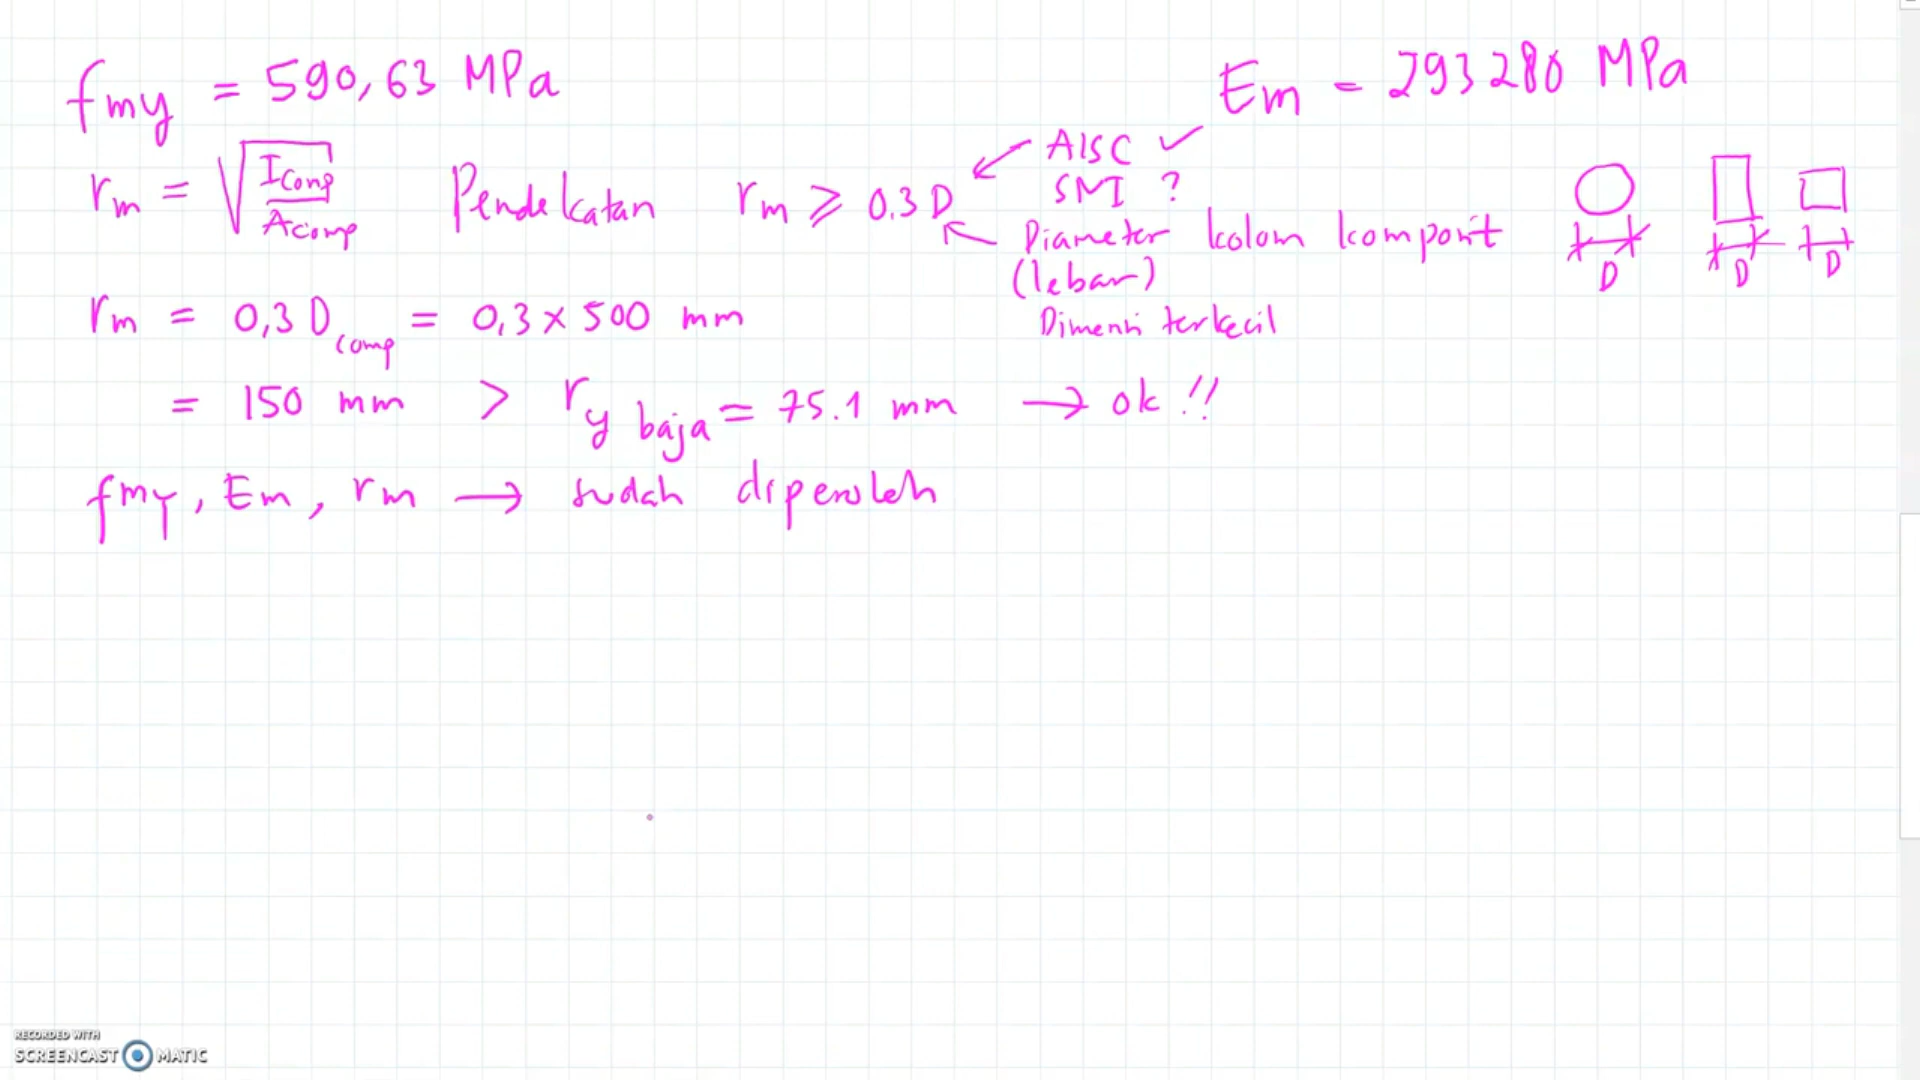 fmy = 590,63 MPa
Em = 293280 MPa
rm = √ Icomp / Acomp Pendekatan rm ≥ 0.3 D
AISC ✓
SNI ?
Diameter kolom komposit
(lebar)
Dimensi terkecil
D D D
rm = 0,3 D comp = 0,3 x 500 mm
= 150 mm > ry baja = 75.1 mm → ok !!
fmy, Em, rm → sudah diperoleh
RECORDED WITH
SCREENCAST MATIC